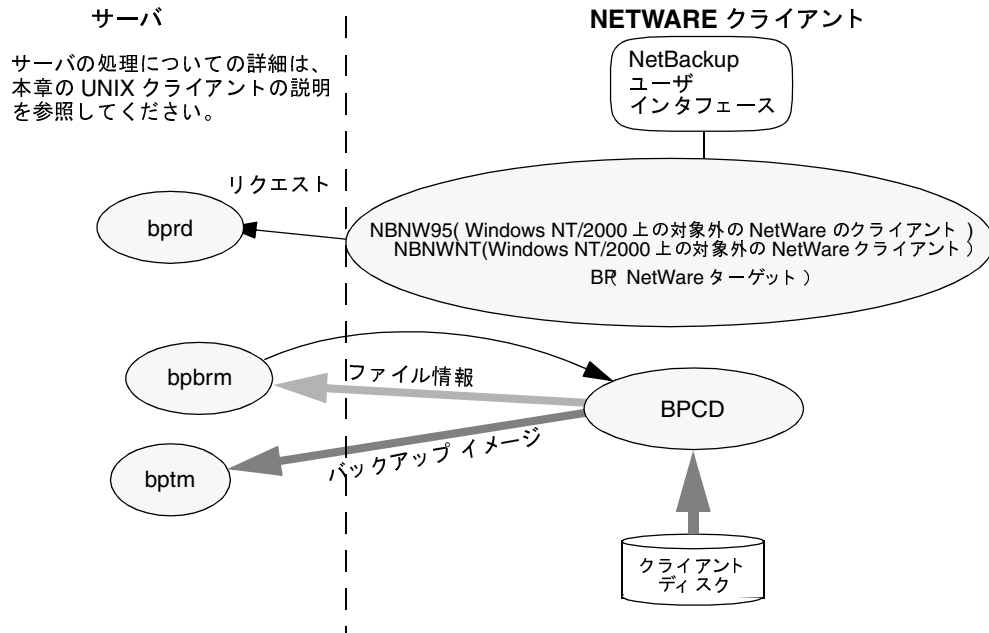 サーバ
サーバの処理についての詳細は、
本章の UNIX クライアントの説明
を参照してください。
NETWARE クライアント
NetBackup
ユーザ
インタフェース
リクエスト
bprd
NBNW95( Windows NT/2000 上の対象外の NetWare のクライアント )
NBNWNT(Windows NT/2000 上の対象外の NetWare クライアント )
BP( NetWare ターゲット )
bpbrm
ファイル情報
BPCD
バックアップ イメージ
bptm
クライアント
ディスク